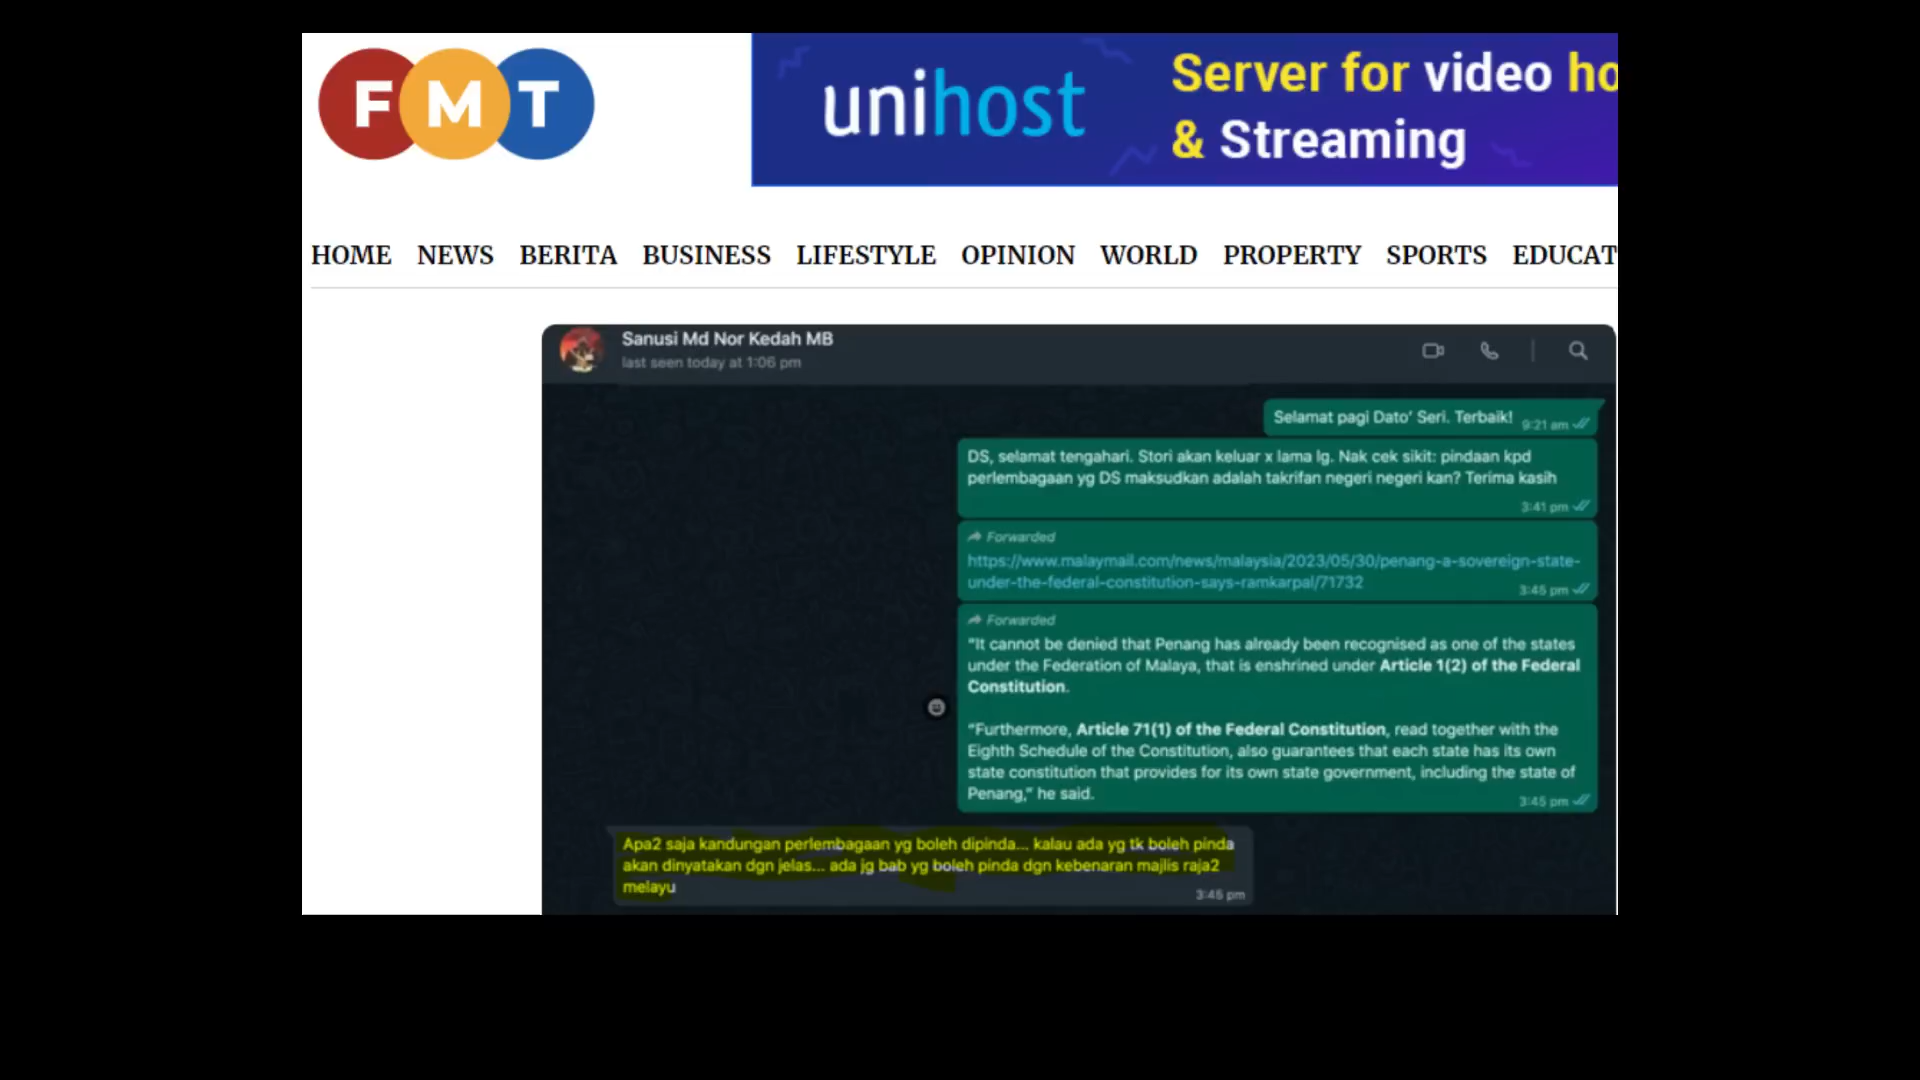 FMT
unihost
Server for video ho
& Streaming
HOME NEWS BERITA BUSINESS LIFESTYLE OPINION WORLD PROPERTY SPORTS EDUCAT
Sanusi Md Nor Kedah MB
last seen today at 1:06 pm
Selamat pagi Dato' Seri. Terbaik!
9:21 am
DS, selamat tengahari. Stori akan keluar x lama lg. Nak cek sikit: pindaan kpd
perlembagaan yg DS maksudkan adalah takrifan negeri negeri kan? Terima kasih
3:41 pm
Forwarded
https://www.malaymail.com/news/malaysia/2023/05/30/penang-a-sovereign-state-
under-the-federal-constitution-says-ramkarpal/71732
3:45 pm
Forwarded
"It cannot be denied that Penang has already been recognised as one of the states
under the Federation of Malaya, that is enshrined under Article 1(2) of the Federal
Constitution.
"Furthermore, Article 71(1) of the Federal Constitution, read together with the
Eighth Schedule of the Constitution, also guarantees that each state has its own
state constitution that provides for its own state government, including the state of
Penang," he said.
3:45 pm
Apa2 saja kandungan perlembagaan yg boleh dipinda... kalau ada yg tk boleh pinda
akan dinyatakan dgn jelas... ada jg bab yg boleh pinda dgn kebenaran majlis raja2
melayu
3:46 pm